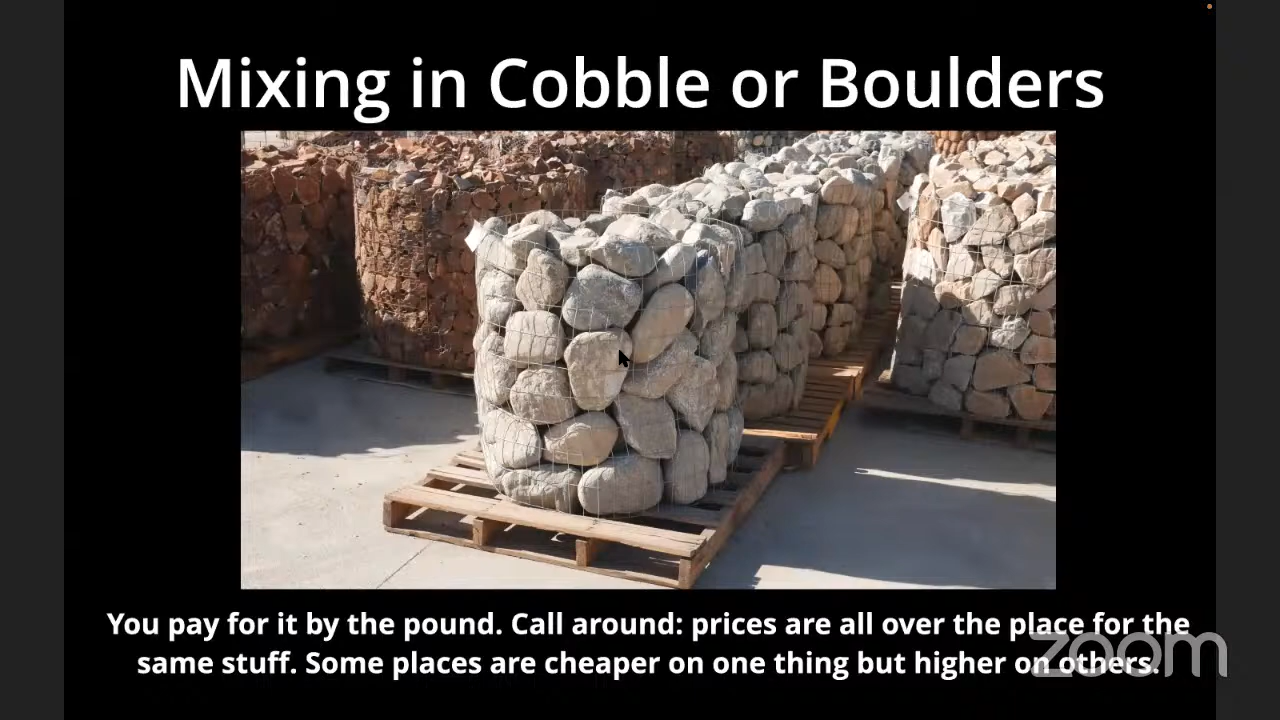 Mixing in Cobble or Boulders
You pay for it by the pound. Call around: prices are all over the place for the
same stuff. Some places are cheaper on one thing but higher on others.
zoom